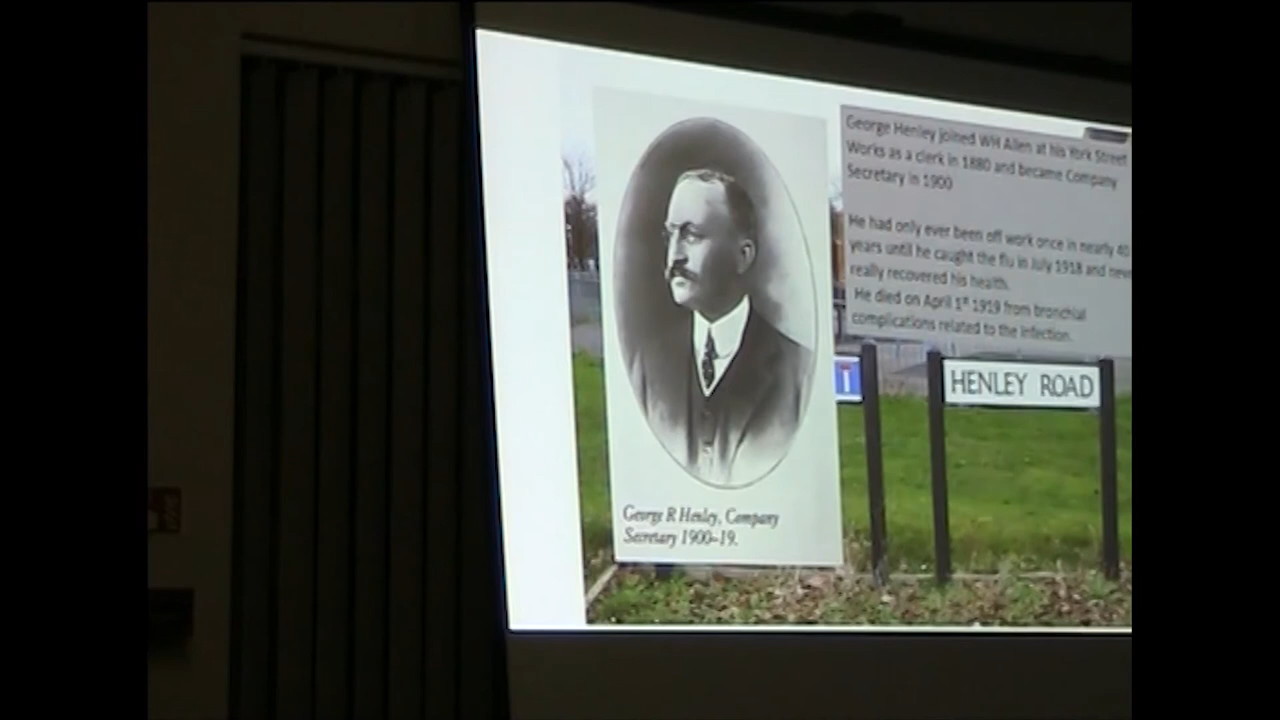 George Henley joined WH Allen at his York Street
Works as a clerk in 1880 and became Company
Secretary in 1900
He had only ever been off work once in nearly 40
years until he caught the flu in July 1918 and
really recovered his health.
He died on April 1st 1919 from bronchial
complications related to the infection.
HENLEY ROAD
George R Henley, Company
Secretary 1900–19.